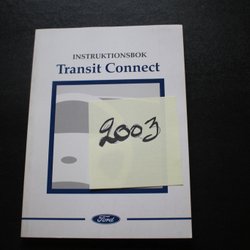 INSTRUKTIONSBOK
Transit Connect
2003
Ford